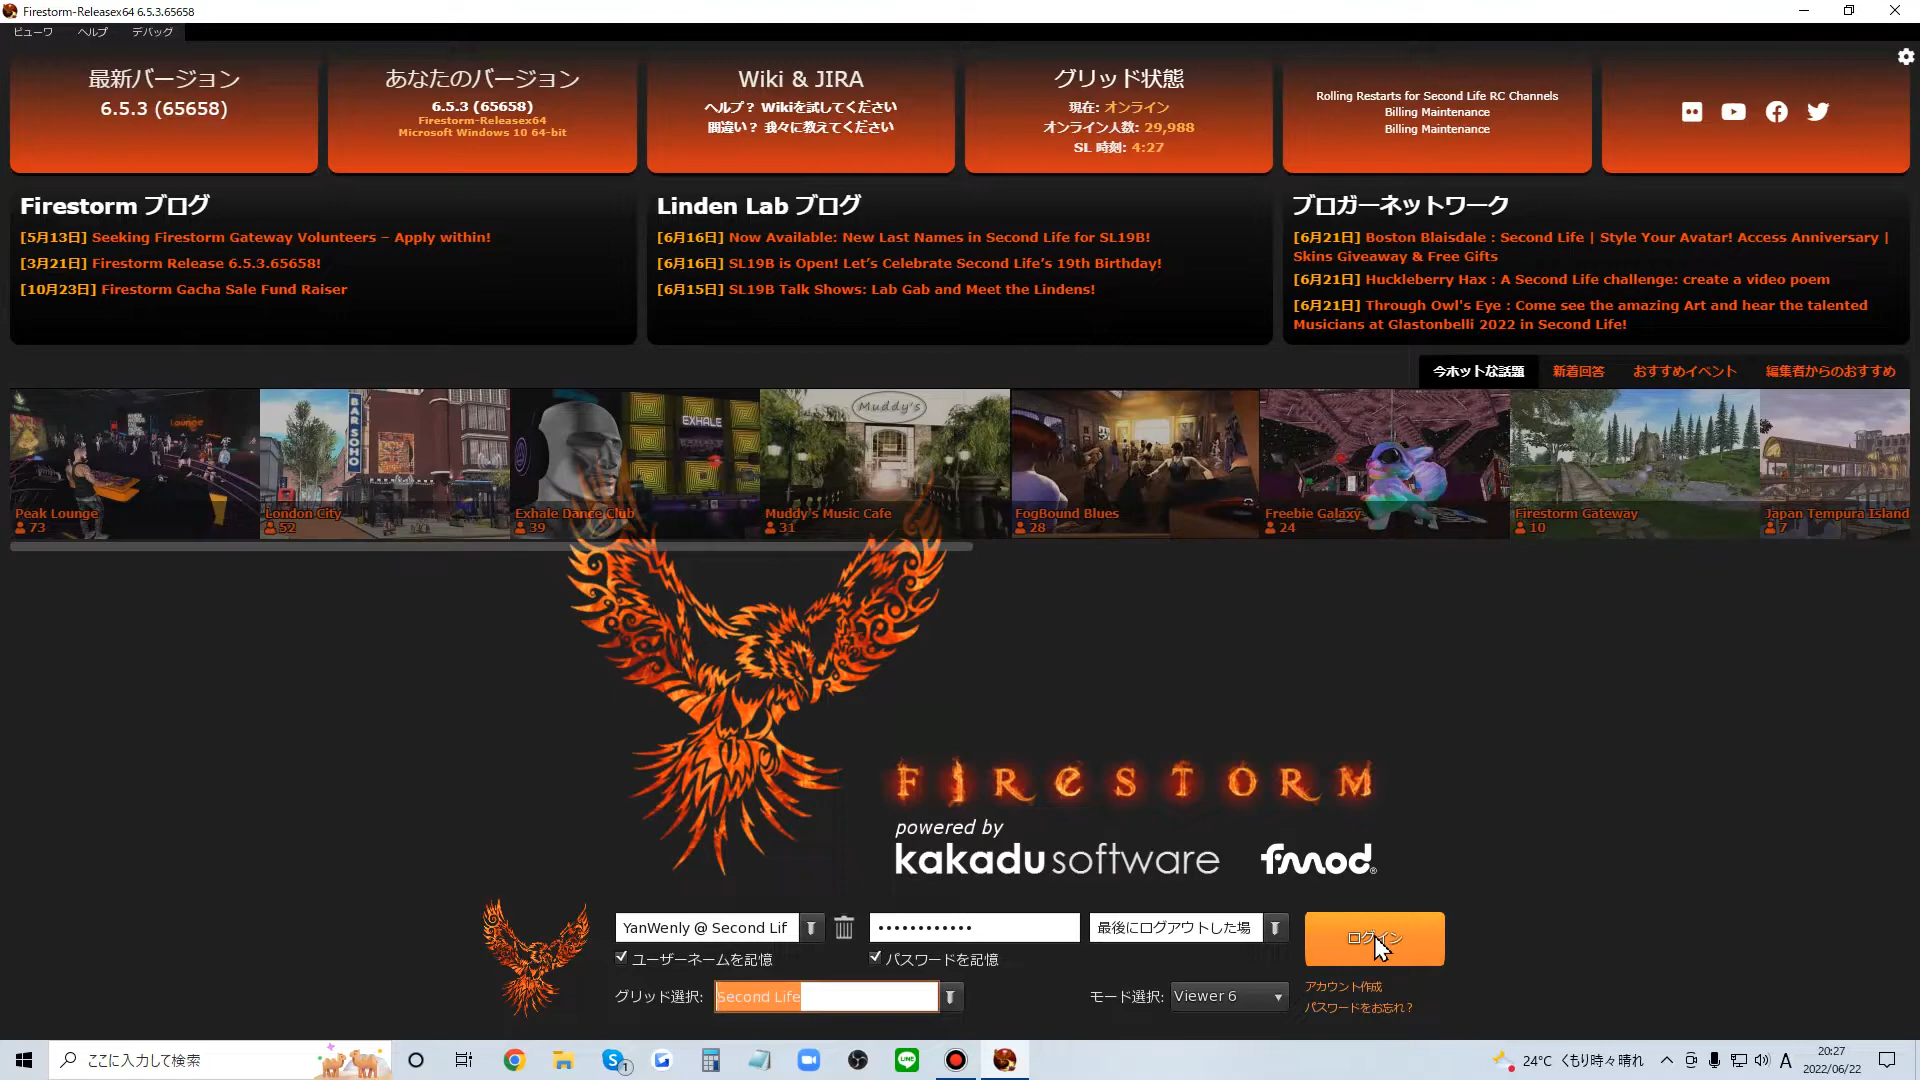 Firestorm-Releasex64 6.5.3.65658
ビューワ ヘルプ デバッグ
最新バージョン
6.5.3 (65658)
あなたのバージョン
6.5.3 (65658)
Firestorm-Releasex64
Microsoft Windows 10 64-bit
Wiki & JIRA
ヘルプ？ Wikiを試してください
間違い？ 我々に教えてください
グリッド状態
現在: オンライン
オンライン人数: 29,988
SL 時刻: 4:27
Rolling Restarts for Second Life RC Channels
Billing Maintenance
Billing Maintenance
Firestorm ブログ
[5月13日] Seeking Firestorm Gateway Volunteers – Apply within!
[3月21日] Firestorm Release 6.5.3.65658!
[10月23日] Firestorm Gacha Sale Fund Raiser
Linden Lab ブログ
[6月16日] Now Available: New Last Names in Second Life for SL19B!
[6月16日] SL19B is Open! Let’s Celebrate Second Life’s 19th Birthday!
[6月15日] SL19B Talk Shows: Lab Gab and Meet the Lindens!
ブロガーネットワーク
[6月21日] Boston Blaisdale : Second Life | Style Your Avatar! Access Anniversary |
Skins Giveaway & Free Gifts
[6月21日] Huckleberry Hax : A Second Life challenge: create a video poem
[6月21日] Through Owl's Eye : Come see the amazing Art and hear the talented
Musicians at Glastonbelli 2022 in Second Life!
今ホットな話題 新着回答 おすすめイベント 編集者からのおすすめ
Lounge
Peak Lounge
73
BAR SOHO
London City
52
EXHALE
Exhale Dance Club
39
Muddy's
Muddy's Music Cafe
31
FogBound Blues
28
Freebie Galaxy
24
Firestorm Gateway
10
Japan Tempura Island
7
FIRESTORM
powered by
kakadu software fmod®
YanWenly @ Second Lif
最後にログアウトした場
ログイン
ユーザーネームを記憶
パスワードを記憶
グリッド選択: Second Life
モード選択: Viewer 6
アカウント作成
パスワードをお忘れ？
ここに入力して検索
1
LINE
24°C くもり時々晴れ
A
20:27
2022/06/22